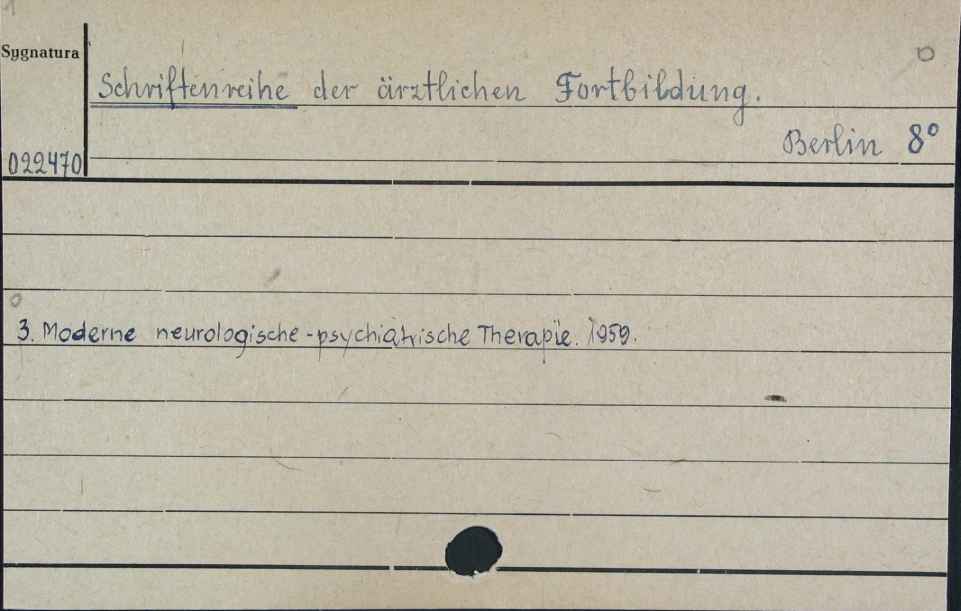 Sygnatura
Schriftenreihe der ärztlichen Fortbildung.
Berlin 8°
022470
3. Moderne neurologische-psychiatrische Therapie. 1959.